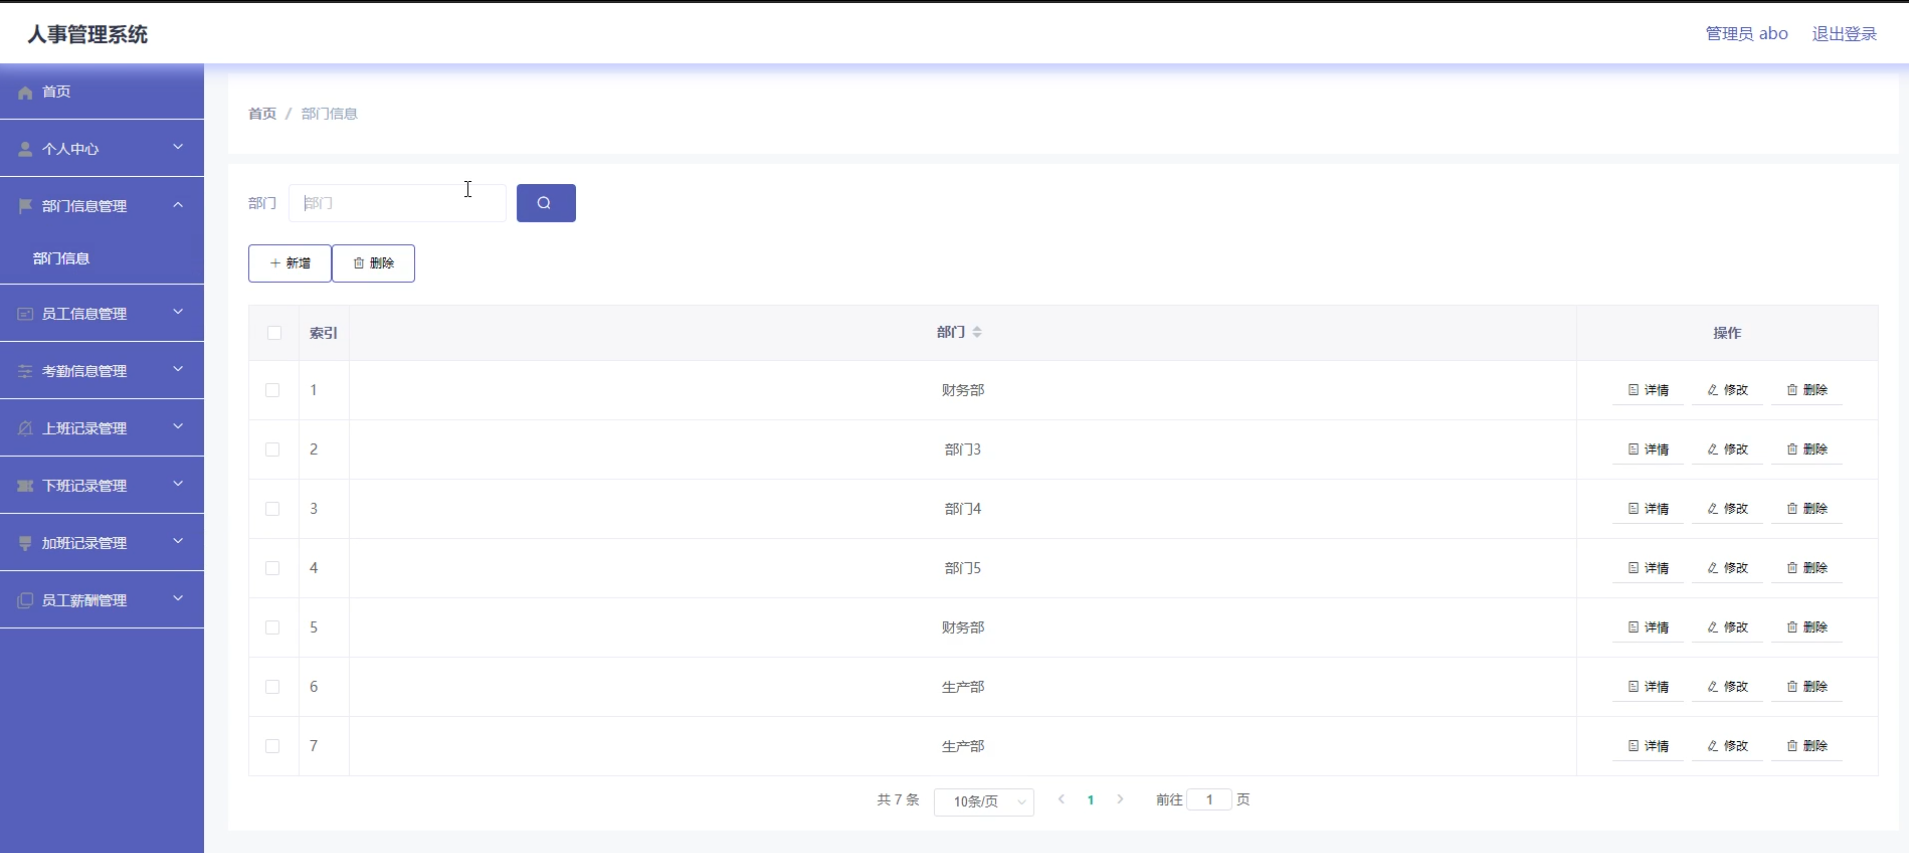 人事管理系统
管理员 abo 退出登录
首页
个人中心
部门信息管理
部门信息
员工信息管理
考勤信息管理
上班记录管理
下班记录管理
加班记录管理
员工薪酬管理
首页 / 部门信息
部门 部门
新增 删除
索引 部门 操作
1 财务部 详情 修改 删除
2 部门3 详情 修改 删除
3 部门4 详情 修改 删除
4 部门5 详情 修改 删除
5 财务部 详情 修改 删除
6 生产部 详情 修改 删除
7 生产部 详情 修改 删除
共 7 条 10条/页 1 前往 1 页